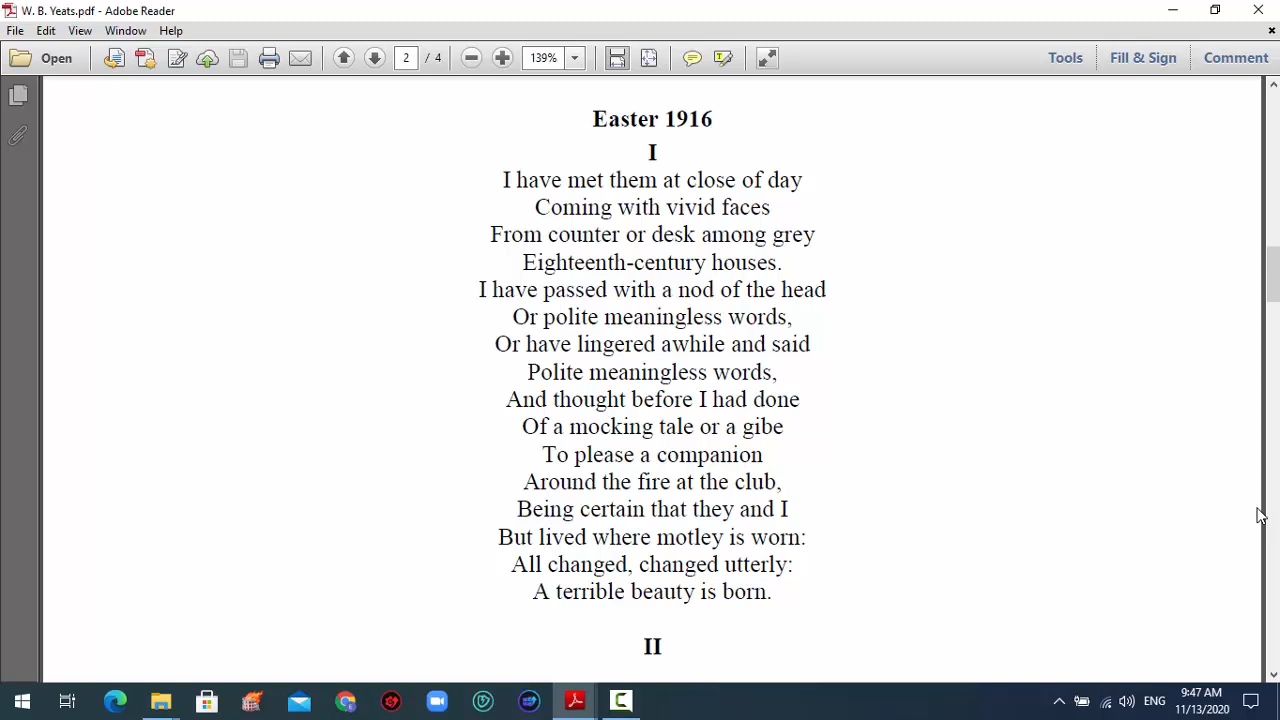 W. B. Yeats.pdf - Adobe Reader
File Edit View Window Help
Open 2 / 4 139% Tools Fill & Sign Comment
Easter 1916
I
I have met them at close of day
Coming with vivid faces
From counter or desk among grey
Eighteenth-century houses.
I have passed with a nod of the head
Or polite meaningless words,
Or have lingered awhile and said
Polite meaningless words,
And thought before I had done
Of a mocking tale or a gibe
To please a companion
Around the fire at the club,
Being certain that they and I
But lived where motley is worn:
All changed, changed utterly:
A terrible beauty is born.
II
ENG 9:47 AM
11/13/2020